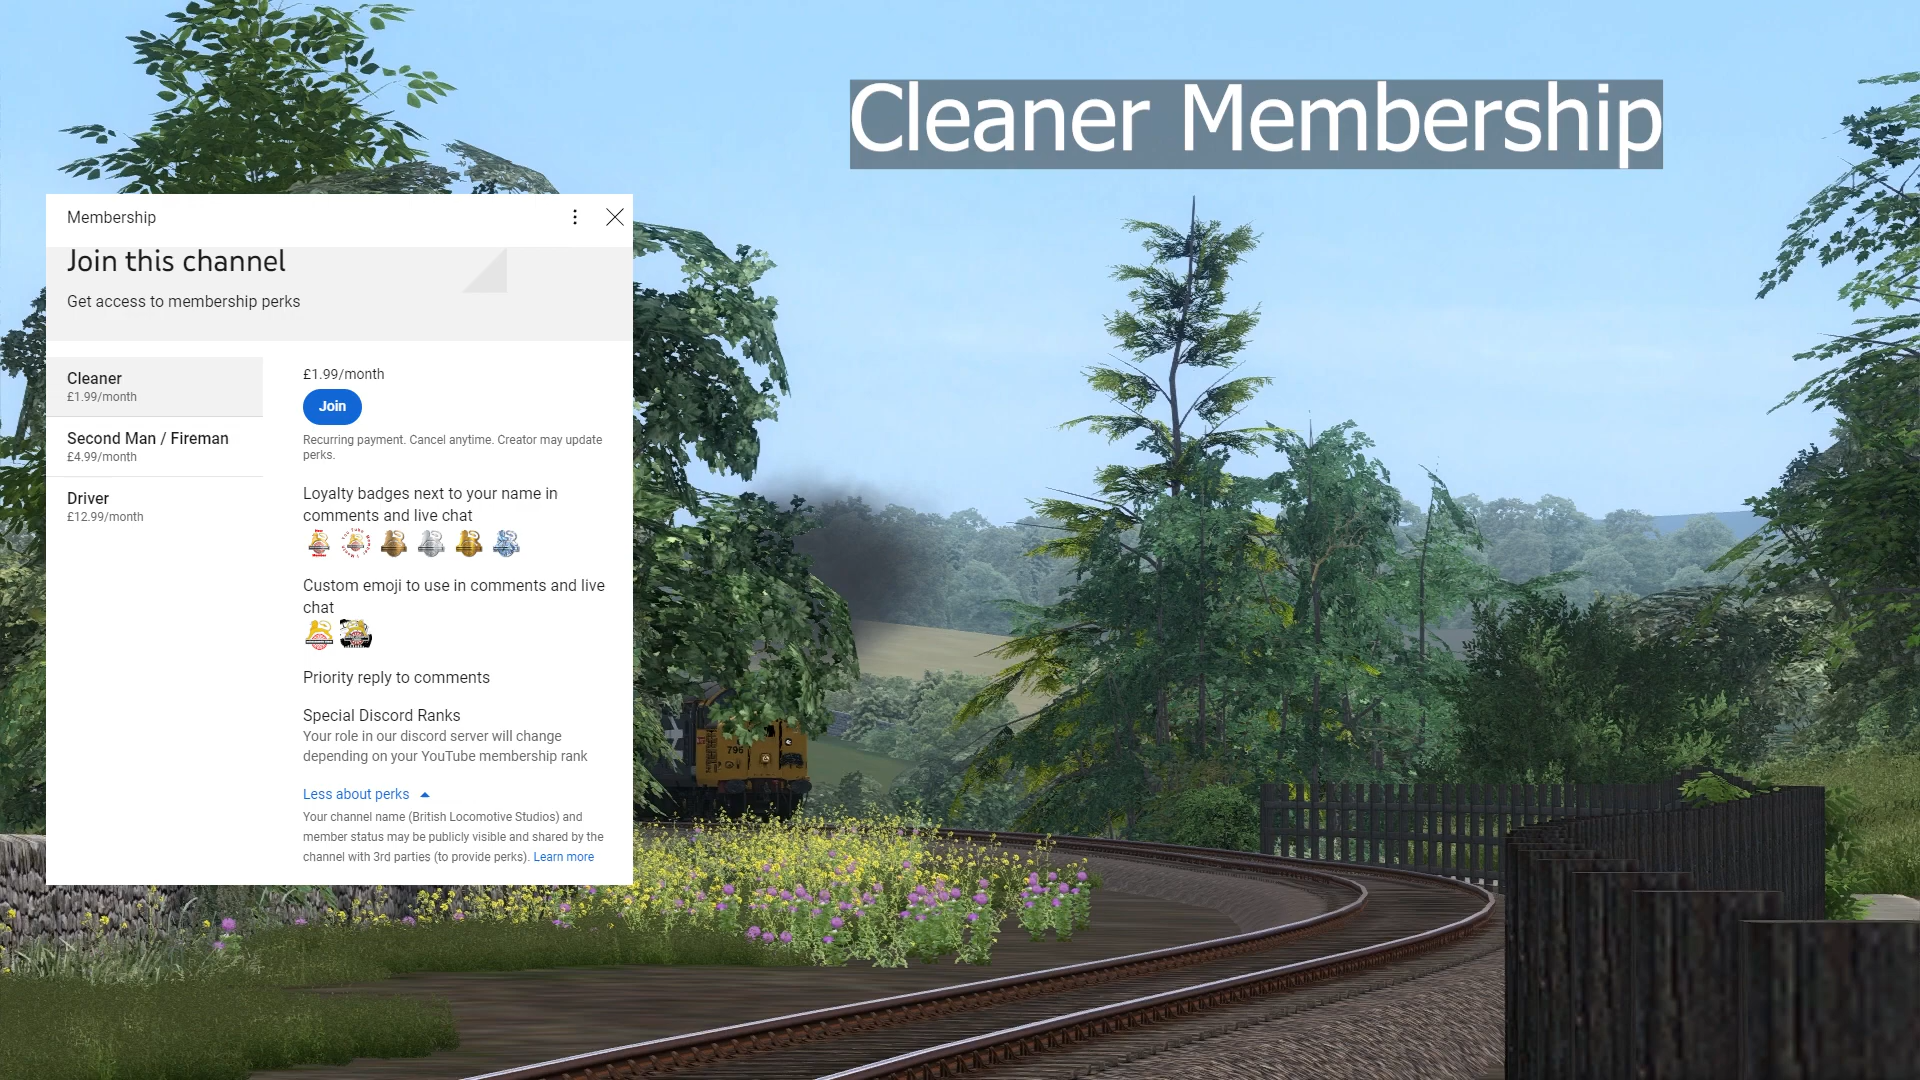 Cleaner Membership
Membership
Join this channel
Get access to membership perks
Cleaner
£1.99/month
Second Man / Fireman
£4.99/month
Driver
£12.99/month
£1.99/month
Join
Recurring payment. Cancel anytime. Creator may update
perks.
Loyalty badges next to your name in
comments and live chat
Custom emoji to use in comments and live
chat
Priority reply to comments
Special Discord Ranks
Your role in our discord server will change
depending on your YouTube membership rank
Less about perks
Your channel name (British Locomotive Studios) and
member status may be publicly visible and shared by the
channel with 3rd parties (to provide perks). Learn more
796